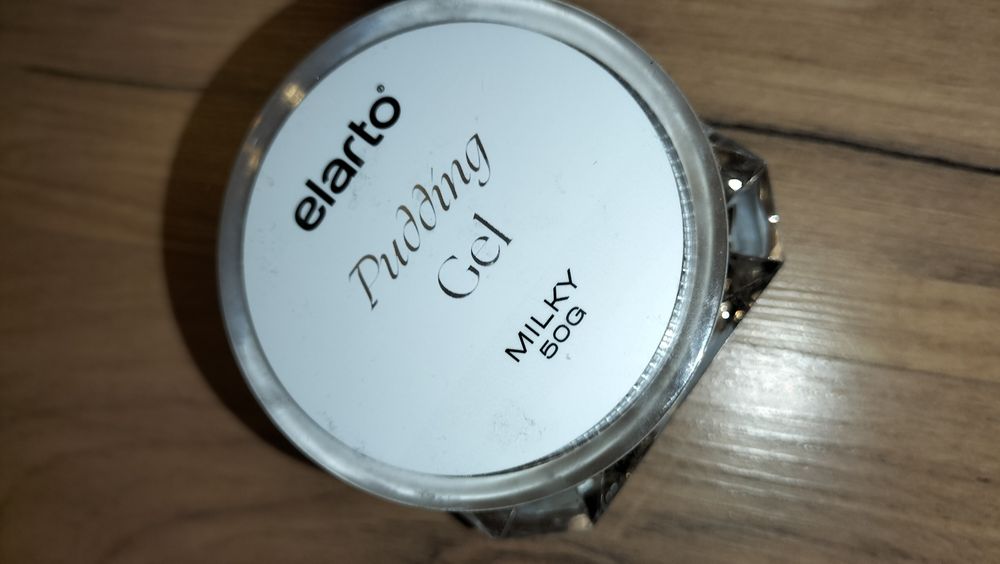 elarto®
Pudding
Gel
MILKY
50G